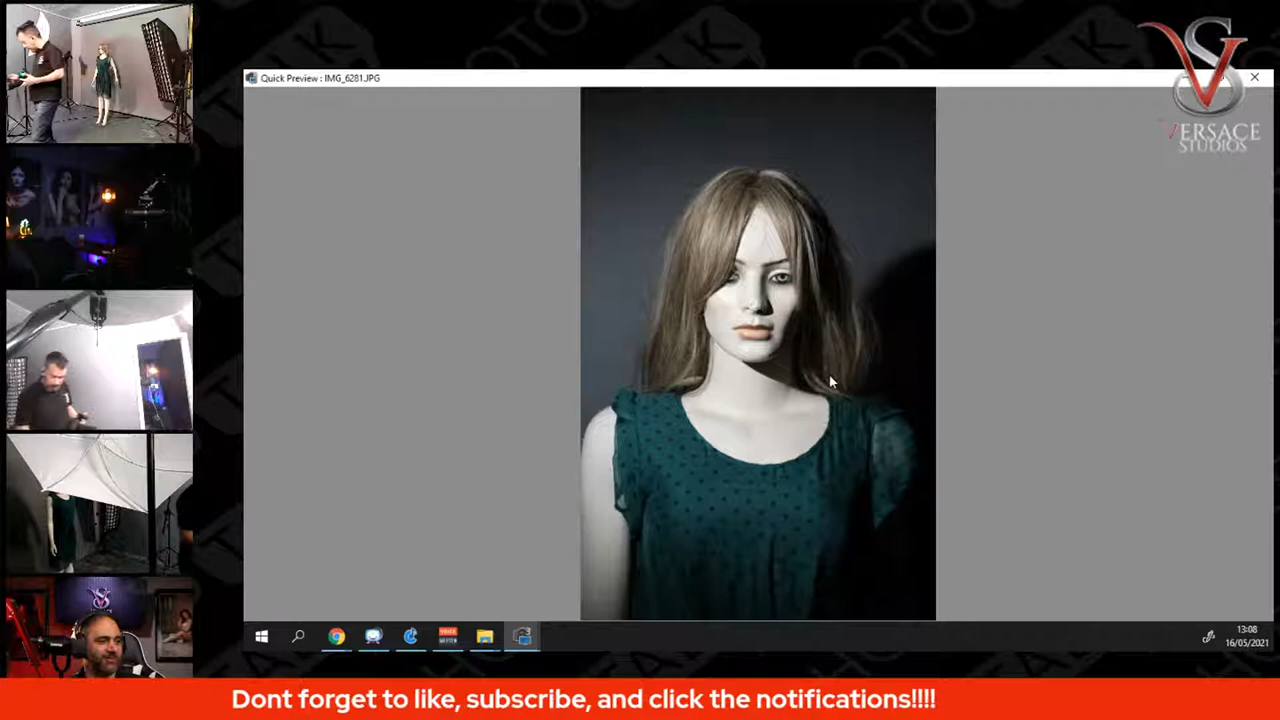 Quick Preview : IMG_6281.JPG
VS
VERSACE
STUDIOS
13:08
16/05/2021
Dont forget to like, subscribe, and click the notifications!!!!